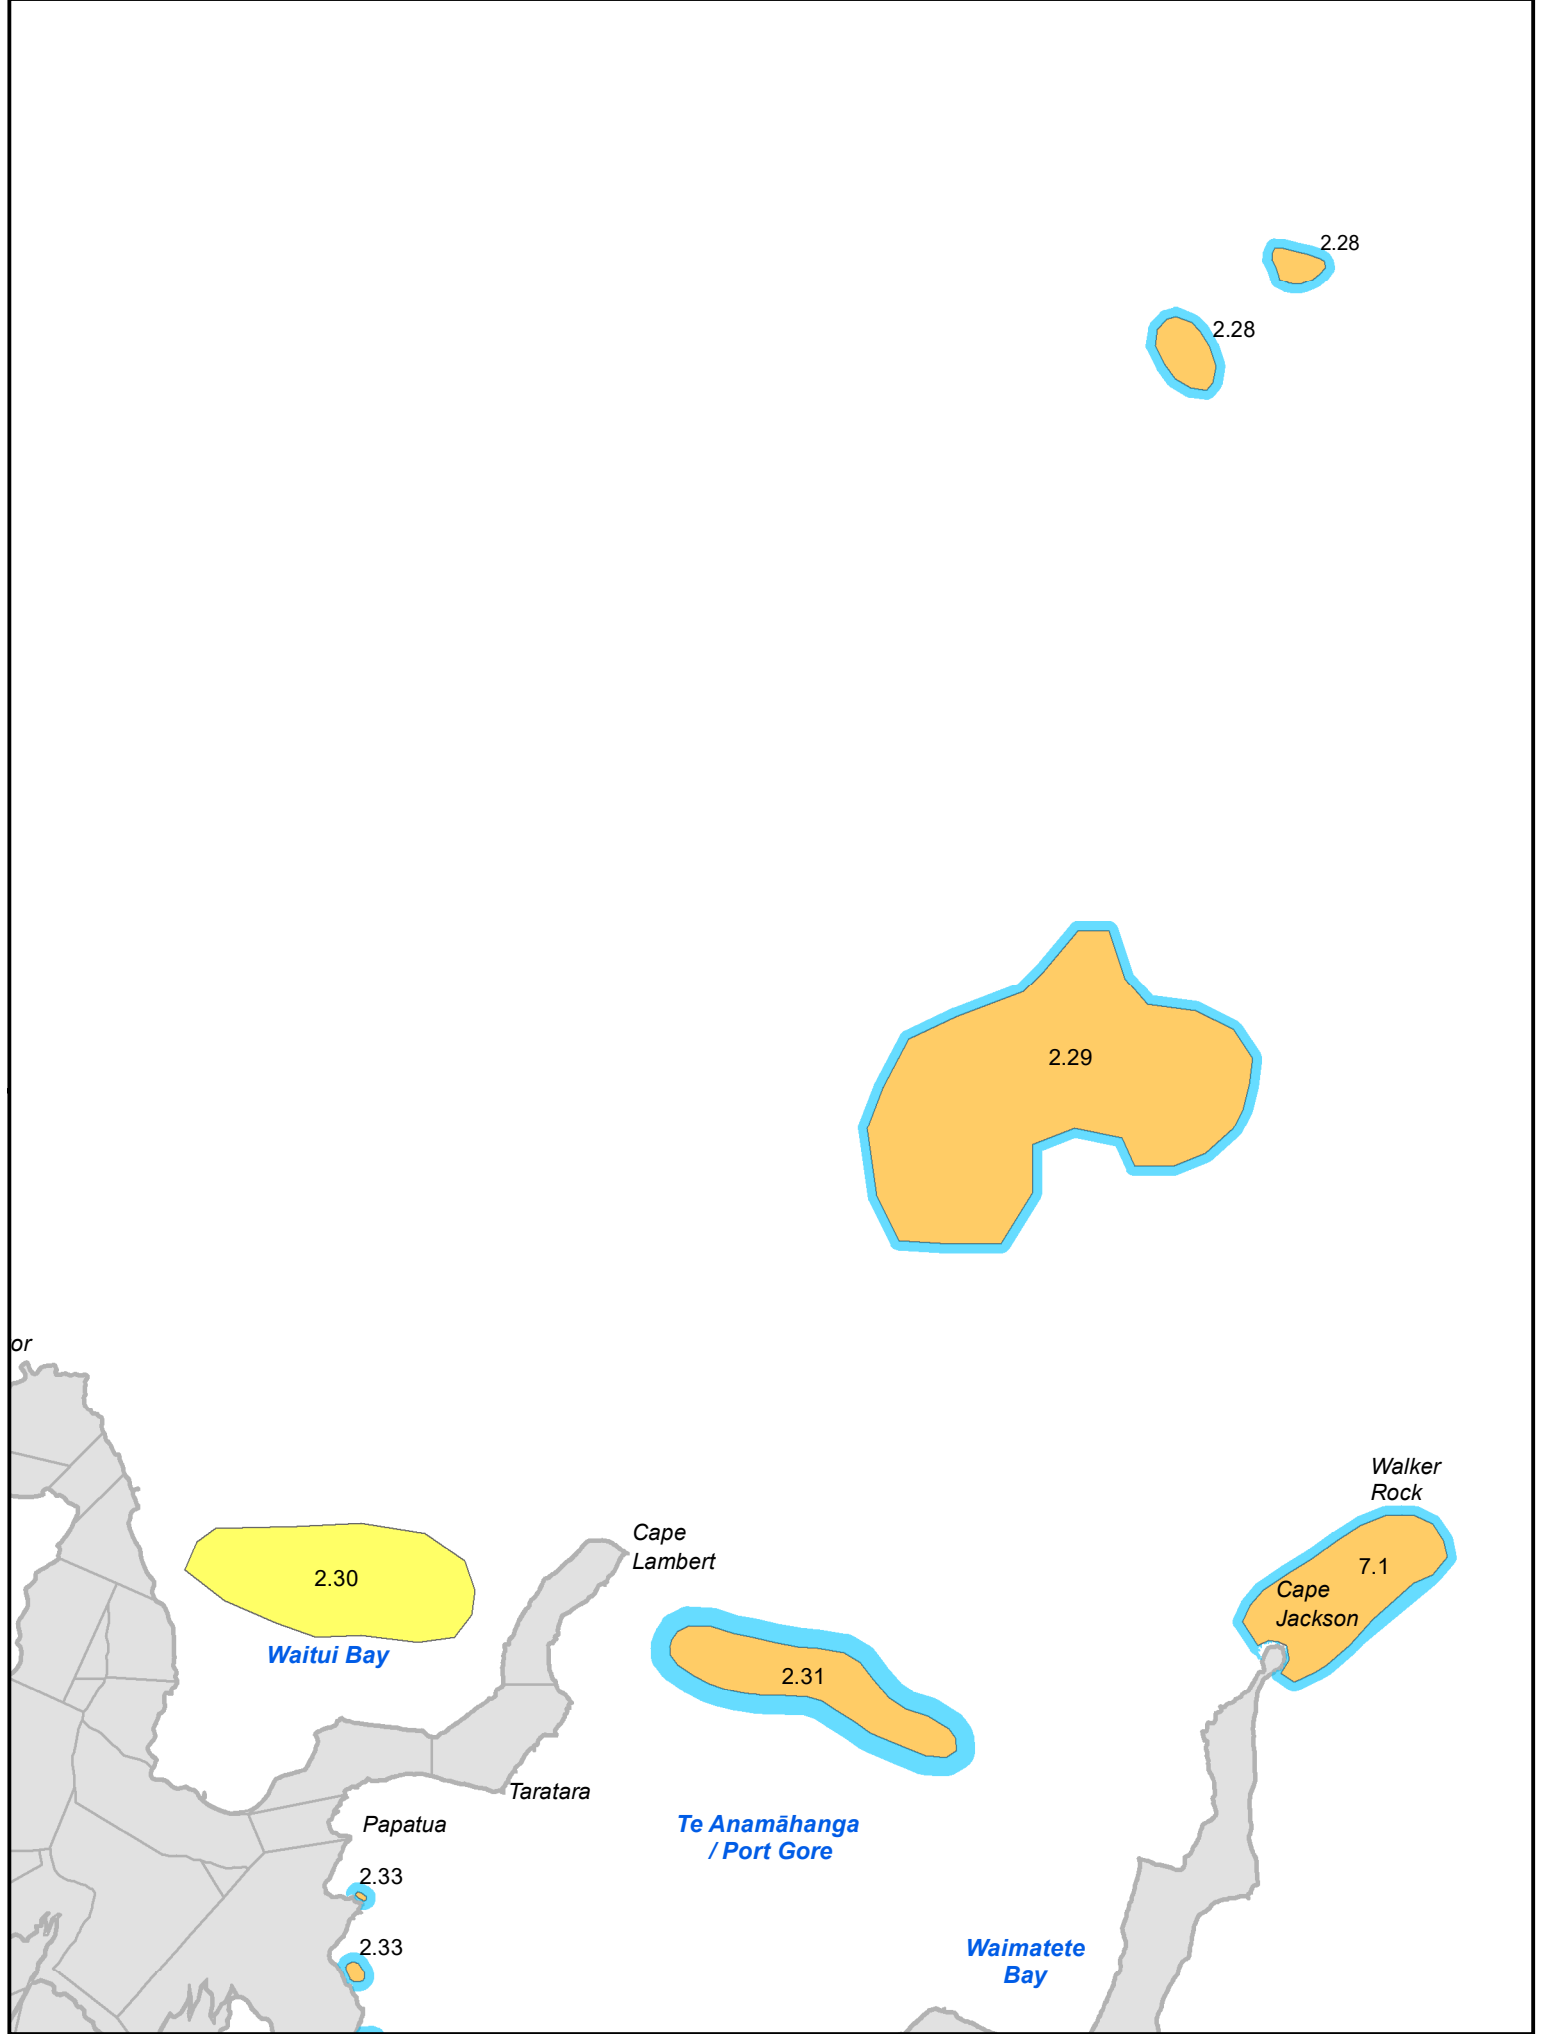 2.28
2.28
2.29
or
Walker
Rock
Cape
Lambert
2.30
7.1
Cape
Jackson
Waitui Bay
2.31
Taratara
Papatua
Te Anamāhanga
/ Port Gore
2.33
2.33
Waimatete
Bay